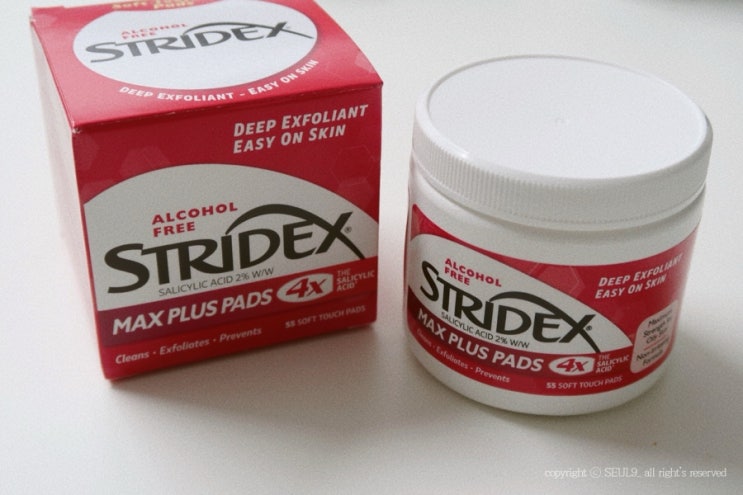 Soft
Pads
ALCOHOL
FREE
STRIDEX
DEEP EXFOLIANT - EASY ON SKIN
DEEP EXFOLIANT
EASY ON SKIN
ALCOHOL
FREE
STRIDEX®
SALICYLIC ACID 2% W/W
MAX PLUS PADS 4x THE SALICYLIC ACID
55 SOFT TOUCH PADS
Cleans · Exfoliates · Prevents
DEEP EXFOLIANT
EASY ON SKIN
ALCOHOL
FREE
STRIDEX®
SALICYLIC ACID 2% W/W
MAX PLUS PADS 4x THE SALICYLIC ACID
Cleans · Exfoliates · Prevents
55 SOFT TOUCH PADS
Maximum
Strength
copyright ⓒ SEUL9_ all right's reserved